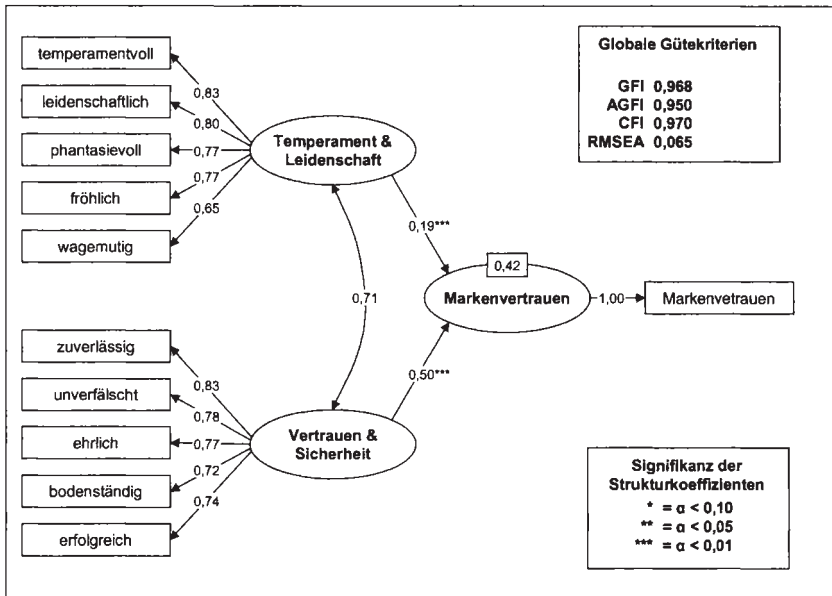 temperamentvoll
leidenschaftlich
phantasievoll
fröhlich
wagemutig
0,83
0,80
0,77
0,77
0,65
Temperament &
Leidenschaft
Globale Gütekriterien
GFI 0,968
AGFI 0,950
CFI 0,970
RMSEA 0,065
0,19***
0,71
0,42
Markenvertrauen
1,00
Markenvetrauen
0,50***
zuverlässig
unverfälscht
ehrlich
bodenständig
erfolgreich
0,83
0,78
0,77
0,72
0,74
Vertrauen &
Sicherheit
Signifikanz der
Strukturkoeffizienten
* = α < 0,10
** = α < 0,05
*** = α < 0,01